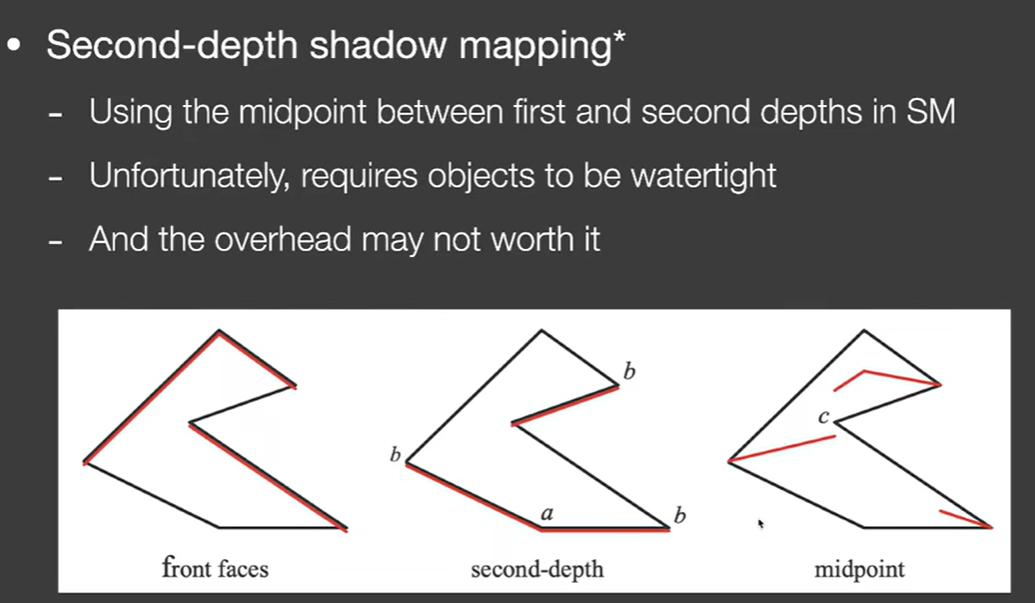 • Second-depth shadow mapping*
- Using the midpoint between first and second depths in SM
- Unfortunately, requires objects to be watertight
- And the overhead may not worth it
b
c
b
a
b
front faces
second-depth
midpoint